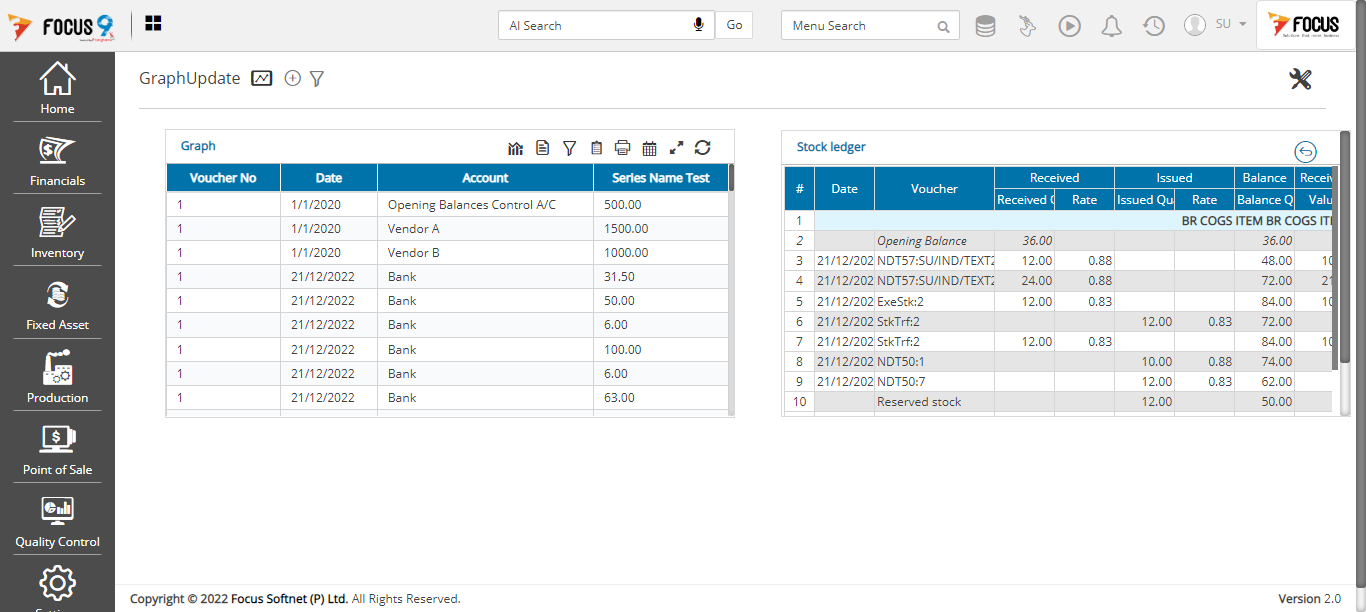 FOCUS 9
AI Search Go Menu Search SU
FOCUS
Home
Financials
Inventory
Fixed Asset
Production
Point of Sale
Quality Control
GraphUpdate
Graph
Voucher No Date Account Series Name Test
1 1/1/2020 Opening Balances Control A/C 500.00
1 1/1/2020 Vendor A 1500.00
1 1/1/2020 Vendor B 1000.00
1 21/12/2022 Bank 31.50
1 21/12/2022 Bank 50.00
1 21/12/2022 Bank 6.00
1 21/12/2022 Bank 100.00
1 21/12/2022 Bank 6.00
1 21/12/2022 Bank 63.00
Stock ledger
# Date Voucher Received Issued Balance Receiv
Received Q Rate Issued Qu Rate Balance Q Valu
1 BR COGS ITEM BR COGS ITE
2 Opening Balance 36.00 36.00
3 21/12/202 NDT57:SU/IND/TEXT2 12.00 0.88 48.00 10
4 21/12/202 NDT57:SU/IND/TEXT2 24.00 0.88 72.00 21
5 21/12/202 ExeStk:2 12.00 0.83 84.00 10
6 21/12/202 StkTrf:2 12.00 0.83 72.00
7 21/12/202 StkTrf:2 12.00 0.83 84.00 10
8 21/12/202 NDT50:1 10.00 0.88 74.00
9 21/12/202 NDT50:7 12.00 0.83 62.00
10 Reserved stock 12.00 50.00
Copyright © 2022 Focus Softnet (P) Ltd. All Rights Reserved.
Version 2.0